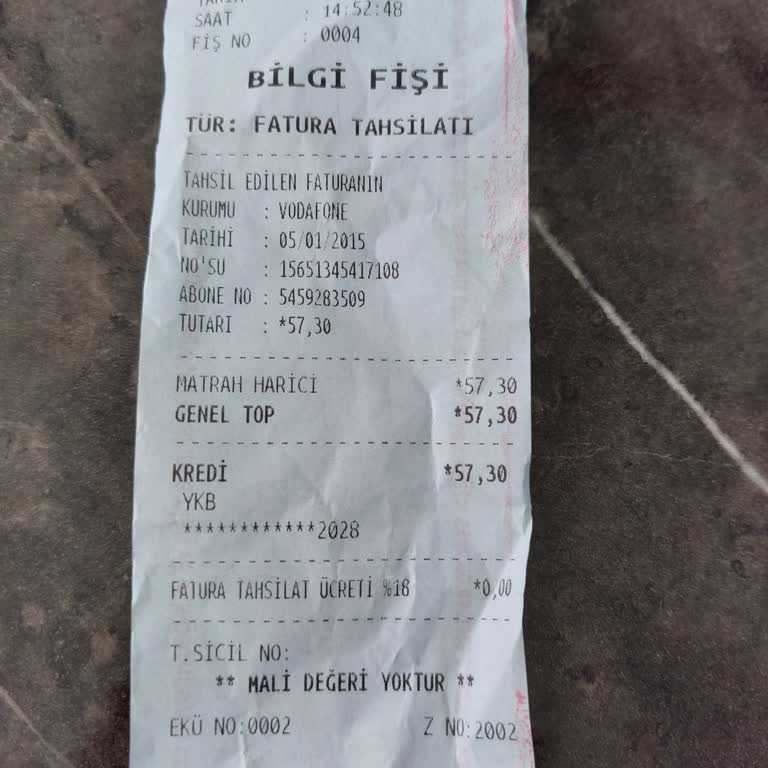 SAAT : 14:52:48
FİŞ NO : 0004
BİLGİ FİŞİ
TÜR: FATURA TAHSİLATI
TAHSİL EDİLEN FATURANIN
KURUMU : VODAFONE
TARİHİ : 05/01/2015
NO'SU : 15651345417108
ABONE NO : 5459283509
TUTARI : *57,30
MATRAH HARİCİ *57,30
GENEL TOP *57,30
KREDİ *57,30
YKB
************2028
FATURA TAHSİLAT ÜCRETİ %18 *0,00
T.SİCİL NO:
** MALİ DEĞERİ YOKTUR **
EKÜ NO:0002 Z NO:2002